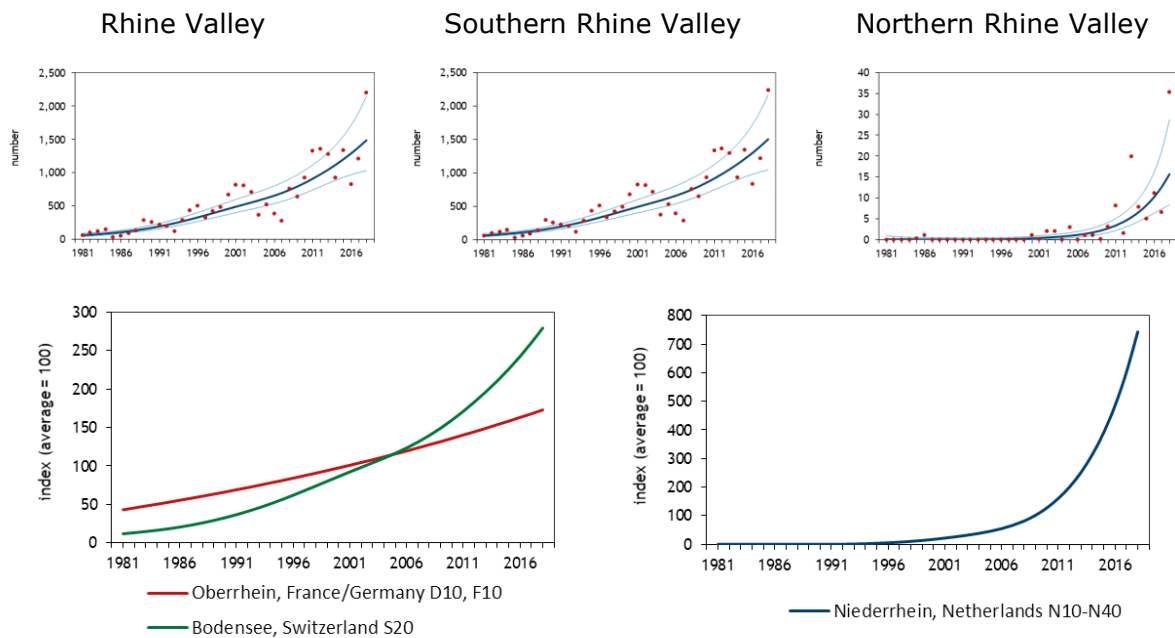 Rhine Valley
Southern Rhine Valley
Northern Rhine Valley
number
2,500
2,000
1,500
1,000
500
0
1981 1986 1991 1996 2001 2006 2011 2016
number
2,500
2,000
1,500
1,000
500
0
1981 1986 1991 1996 2001 2006 2011 2016
number
40
35
30
25
20
15
10
5
0
1981 1986 1991 1996 2001 2006 2011 2016
index (average = 100)
300
250
200
150
100
50
0
1981 1986 1991 1996 2001 2006 2011 2016
Oberrhein, France/Germany D10, F10
Bodensee, Switzerland S20
index (average = 100)
800
700
600
500
400
300
200
100
0
1981 1986 1991 1996 2001 2006 2011 2016
Niederrhein, Netherlands N10-N40